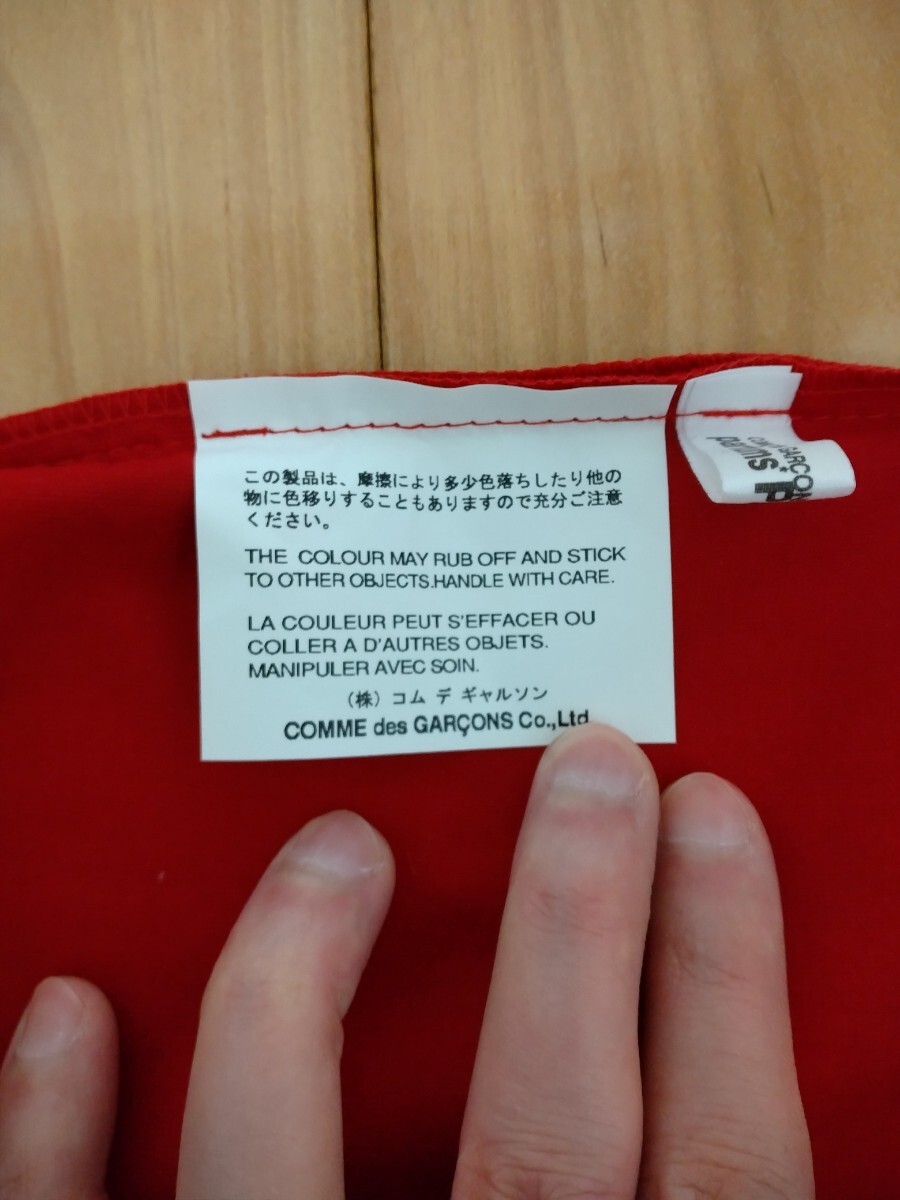 この製品は、摩擦により多少色落ちしたり他の
物に色移りすることもありますので充分ご注意
ください。
THE COLOUR MAY RUB OFF AND STICK
TO OTHER OBJECTS.HANDLE WITH CARE.
LA COULEUR PEUT S'EFFACER OU
COLLER A D'AUTRES OBJETS.
MANIPULER AVEC SOIN.
（株）コム デ ギャルソン
COMME des GARÇONS Co.,Ltd